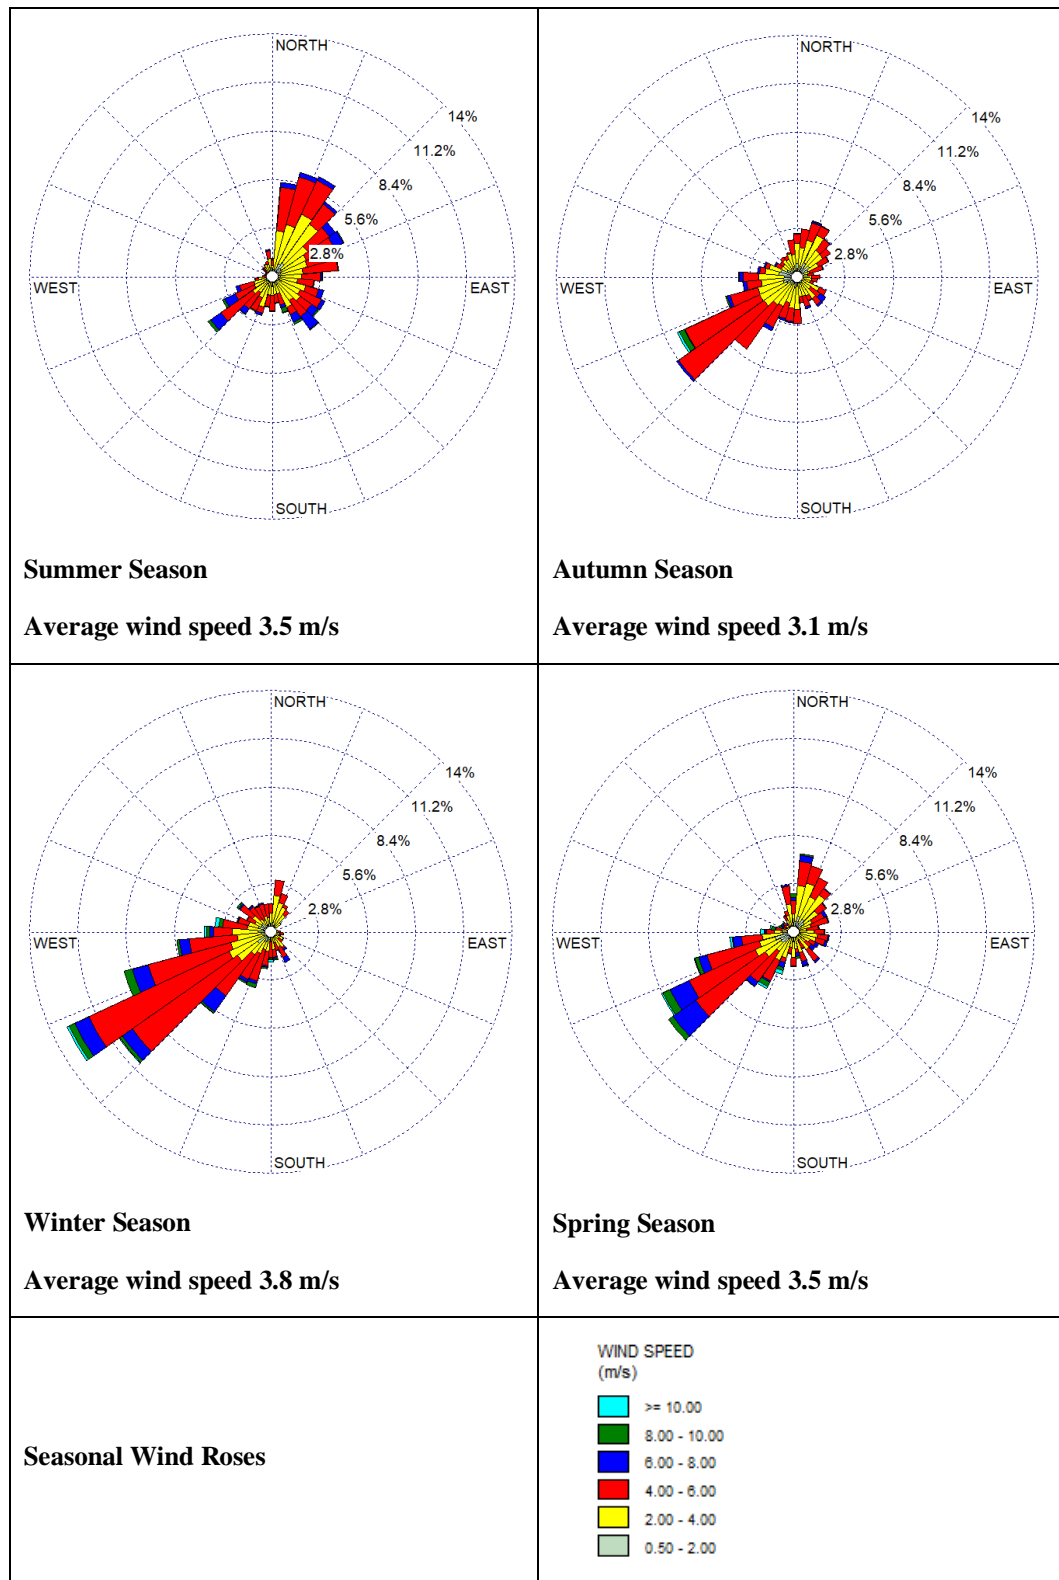 NORTH
14%
11.2%
8.4%
5.6%
2.8%
WEST
EAST
SOUTH
Summer Season
Average wind speed 3.5 m/s
NORTH
14%
11.2%
8.4%
5.6%
2.8%
WEST
EAST
SOUTH
Autumn Season
Average wind speed 3.1 m/s
NORTH
14%
11.2%
8.4%
5.6%
2.8%
WEST
EAST
SOUTH
Winter Season
Average wind speed 3.8 m/s
NORTH
14%
11.2%
8.4%
5.6%
2.8%
WEST
EAST
SOUTH
Spring Season
Average wind speed 3.5 m/s
Seasonal Wind Roses
WIND SPEED
(m/s)
>= 10.00
8.00 - 10.00
6.00 - 8.00
4.00 - 6.00
2.00 - 4.00
0.50 - 2.00